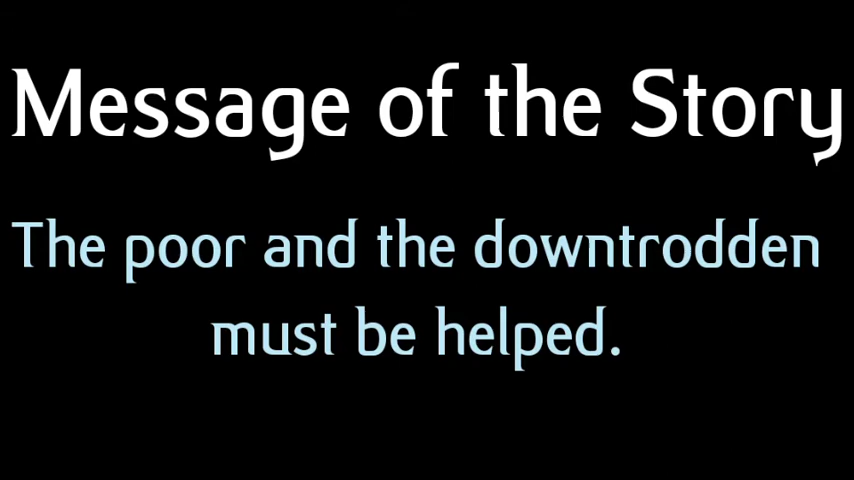 Message of the Story
The poor and the downtrodden
must be helped.